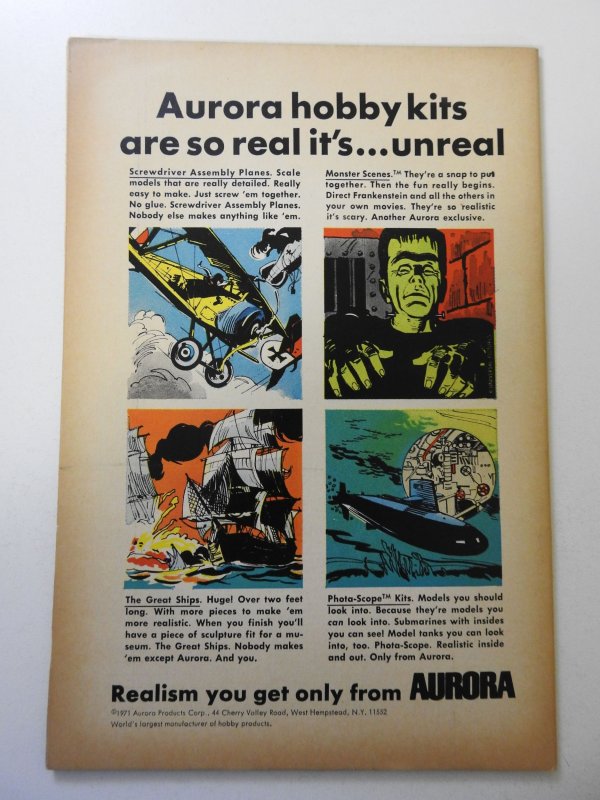 Aurora hobby kits
are so real it's...unreal
Screwdriver Assembly Planes. Scale
models that are really detailed. Really
easy to make. Just screw 'em together.
No glue. Screwdriver Assembly Planes.
Nobody else makes anything like 'em.
Monster Scenes.™ They're a snap to put
together. Then the fun really begins.
Direct Frankenstein and all the others in
your own movies. They're so realistic
it's scary. Another Aurora exclusive.
The Great Ships. Huge! Over two feet
long. With more pieces to make 'em
more realistic. When you finish you'll
have a piece of sculpture fit for a mu-
seum. The Great Ships. Nobody makes
'em except Aurora. And you.
Phota-Scope™ Kits. Models you should
look into. Because they're models you
can look into. Submarines with insides
you can see! Model tanks you can look
into, too. Phota-Scope. Realistic inside
and out. Only from Aurora.
Realism you get only from AURORA
©1971 Aurora Products Corp., 44 Cherry Valley Road, West Hempstead, N.Y. 11552
World's largest manufacturer of hobby products.